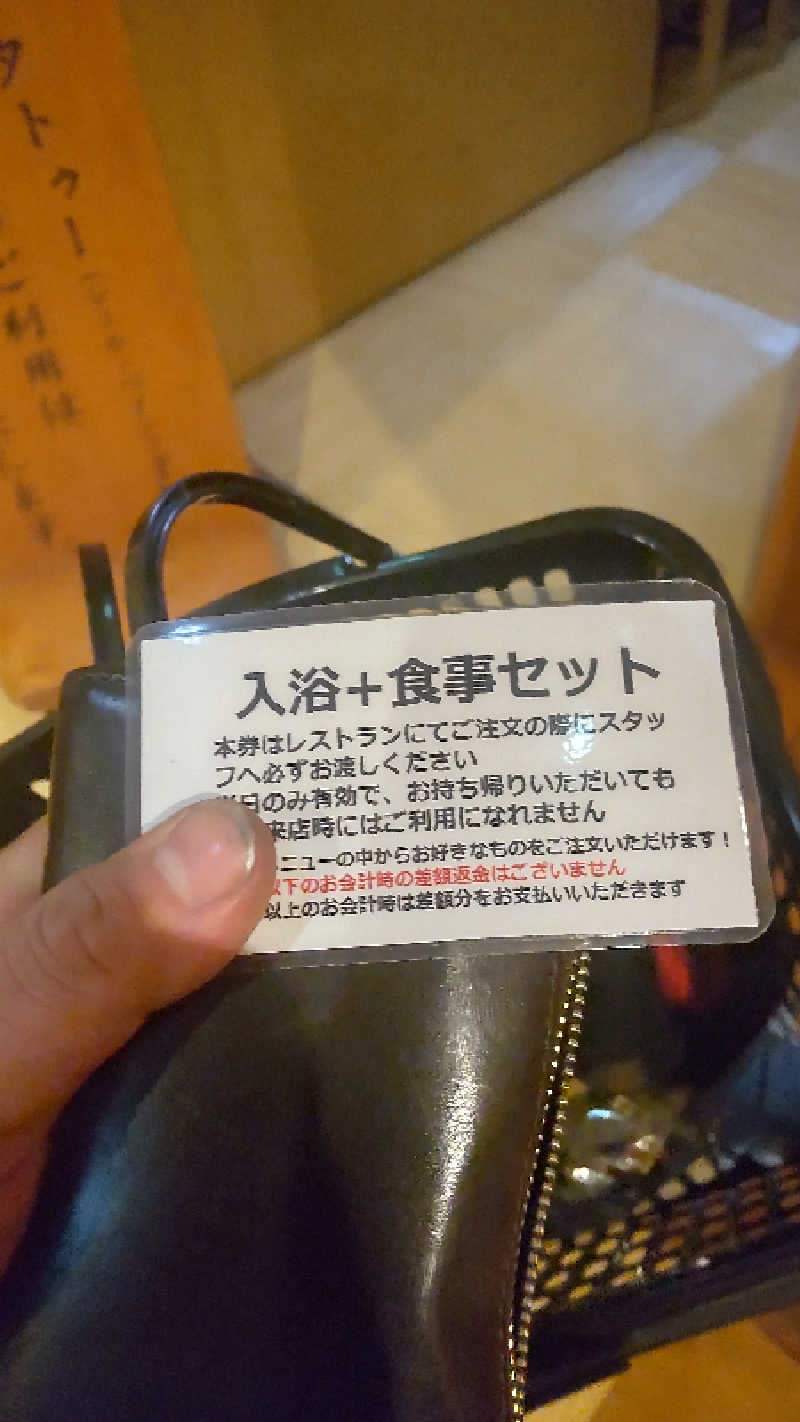 タトゥー
ご利用は
入浴+食事セット
本券はレストランにてご注文の際にスタッ
フへ必ずお渡しください
日のみ有効で、お持ち帰りいただいても
来店時にはご利用になれません
ニューの中からお好きなものをご注文いただけます！
以下のお会計時の差額返金はございません
以上のお会計時は差額分をお支払いいただきます